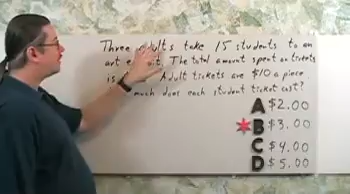 Three adults take 15 students to an
art. The total amount spent on tickets
is. Adult tickets are $10 a piece.
much does each student ticket cost?
A $2.00
B $3.00
C $4.00
D $5.00